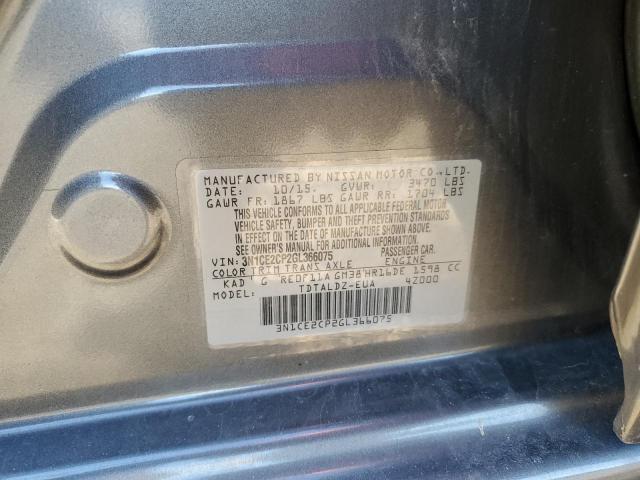 MANUFACTURED BY NISSAN MOTOR CO.,LTD.
DATE: 10/15. GVWR: 3470 LBS
GAWR FR: 1867 LBS GAWR RR: 1704 LBS
THIS VEHICLE CONFORMS TO ALL APPLICABLE FEDERAL MOTOR
VEHICLE SAFETY, BUMPER AND THEFT PREVENTION STANDARDS
IN EFFECT ON THE DATE OF MANUFACTURE SHOWN ABOVE.
SEE OWNER'S MANUAL FOR ADDITIONAL INFORMATION.
VIN: 3N1CE2CP2GL366075 PASSENGER CAR.
COLOR TRIM TRANS AXLE ENGINE
KAD G RE0F11A GM38 HR16DE 1598 CC
MODEL: TDTALDZ-EUA 42000
3N1CE2CP2GL366075